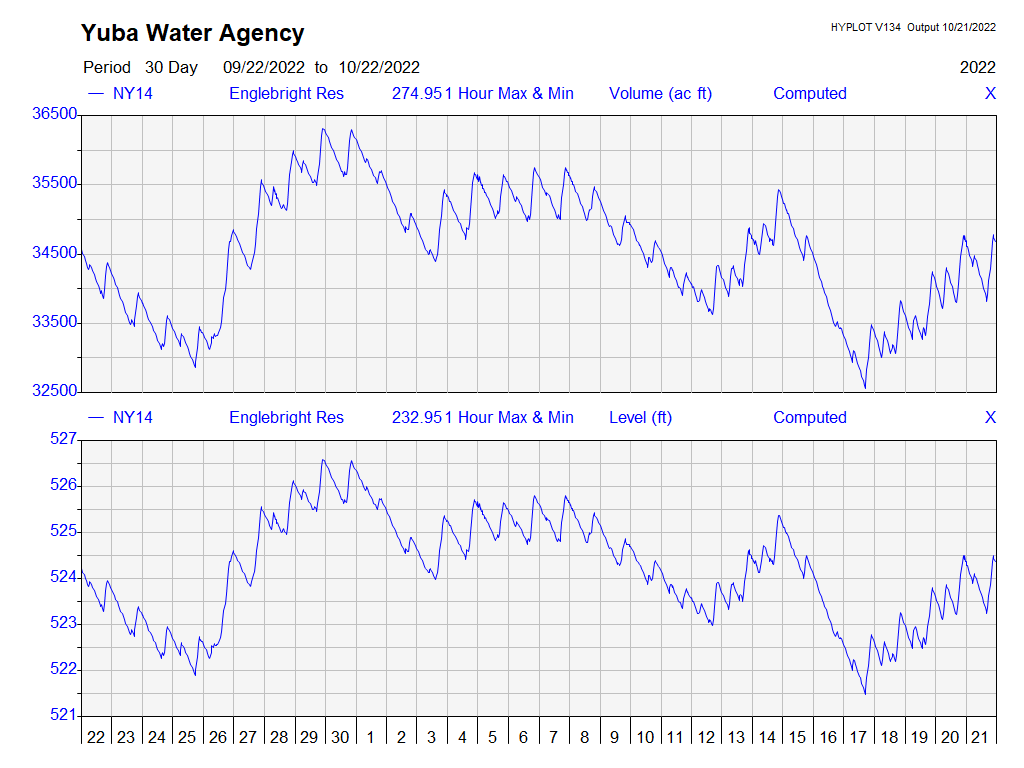 Yuba Water Agency
HYPLOT V134 Output 10/21/2022
Period 30 Day 09/22/2022 to 10/22/2022 2022
— NY14 Englebright Res 274.951 Hour Max & Min Volume (ac ft) Computed X
36500
35500
34500
33500
32500
— NY14 Englebright Res 232.951 Hour Max & Min Level (ft) Computed X
527
526
525
524
523
522
521
22 23 24 25 26 27 28 29 30 1 2 3 4 5 6 7 8 9 10 11 12 13 14 15 16 17 18 19 20 21